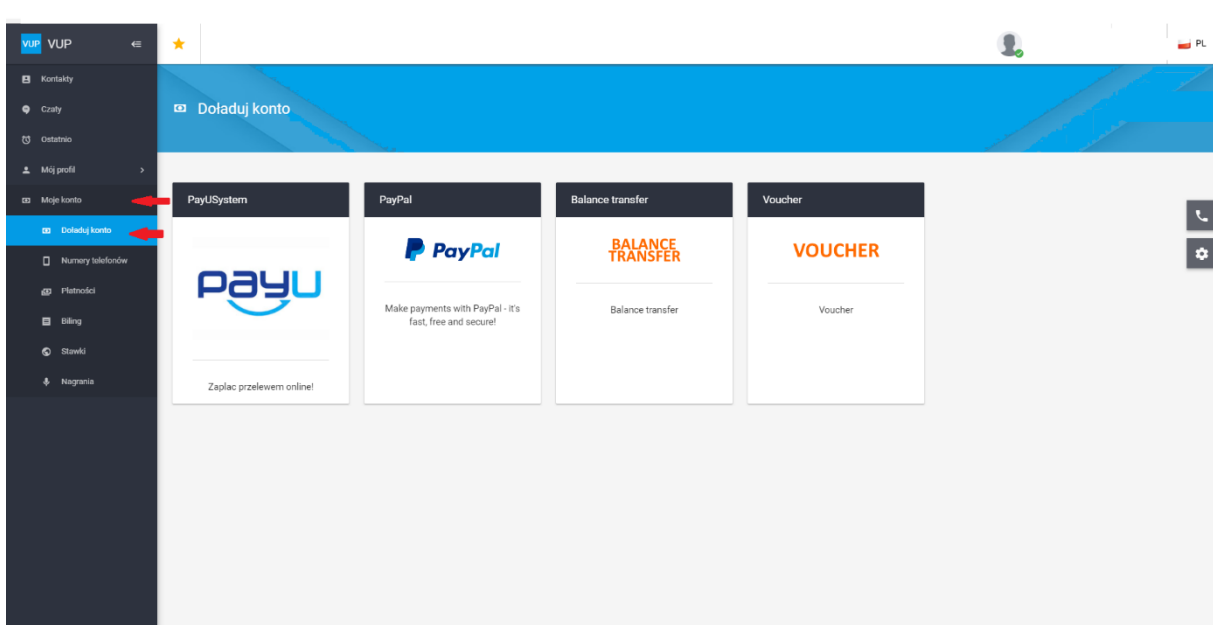 VUP VUP
PL
Kontakty
Czaty
Ostatnio
Mój profil
Moje konto
Doładuj konto
Numery telefonów
Płatności
Biling
Stawki
Nagrania
Doładuj konto
PayUSystem
payu
Zaplac przelewem online!
PayPal
PayPal
Make payments with PayPal - it's
fast, free and secure!
Balance transfer
BALANCE
TRANSFER
Balance transfer
Voucher
VOUCHER
Voucher